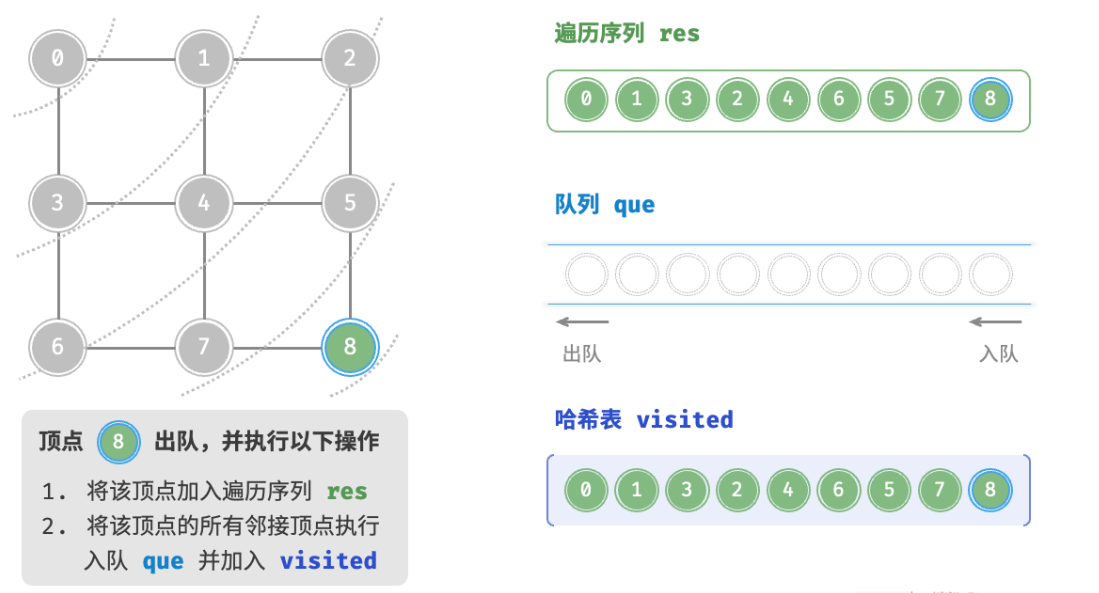 0 1 2
3 4 5
6 7 8
顶点 8 出队，并执行以下操作
1. 将该顶点加入遍历序列 res
2. 将该顶点的所有邻接顶点执行
入队 que 并加入 visited
遍历序列 res
0 1 3 2 4 6 5 7 8
队列 que
出队 入队
哈希表 visited
0 1 3 2 4 6 5 7 8